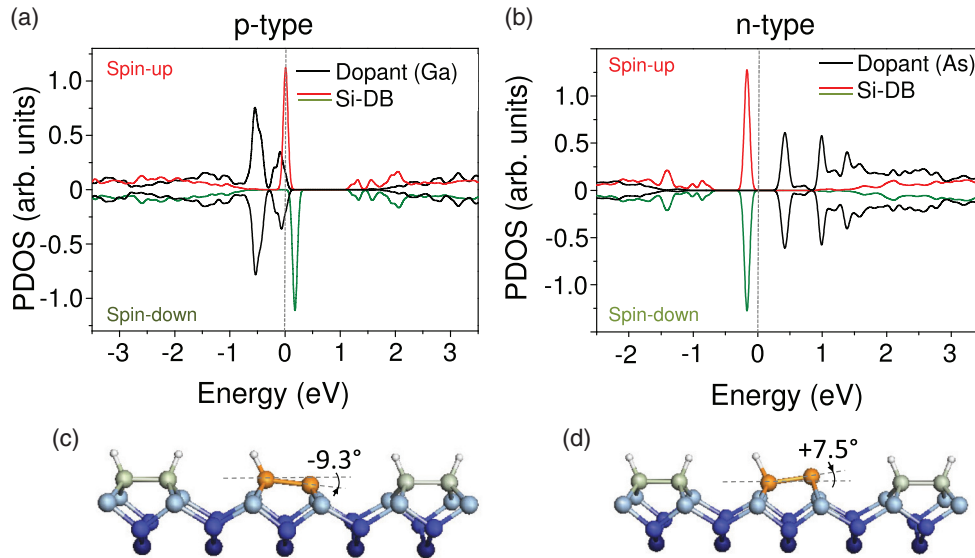 (a)
p-type
Spin-up
Dopant (Ga)
Si-DB
PDOS (arb. units)
1.0
0.5
0
-0.5
-1.0
Spin-down
-3 -2 -1 0 1 2 3
Energy (eV)
(b)
n-type
Spin-up
Dopant (As)
Si-DB
PDOS (arb. units)
1.0
0.5
0
-0.5
-1.0
Spin-down
-2 -1 0 1 2 3
Energy (eV)
(c)
-9.3°
(d)
+7.5°